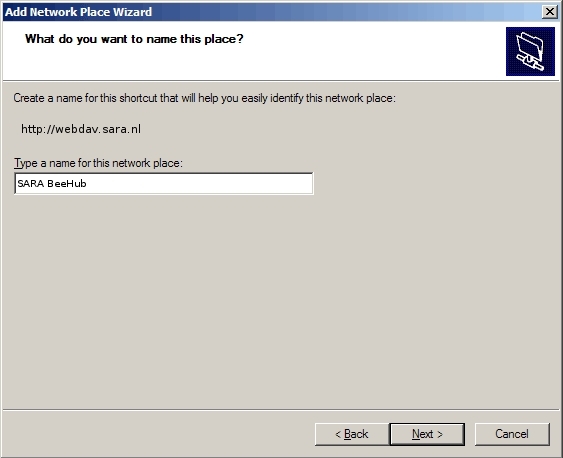 Add Network Place Wizard
What do you want to name this place?
Create a name for this shortcut that will help you easily identify this network place:
http://webdav.sara.nl
Type a name for this network place:
SARA BeeHub
< Back
Next >
Cancel